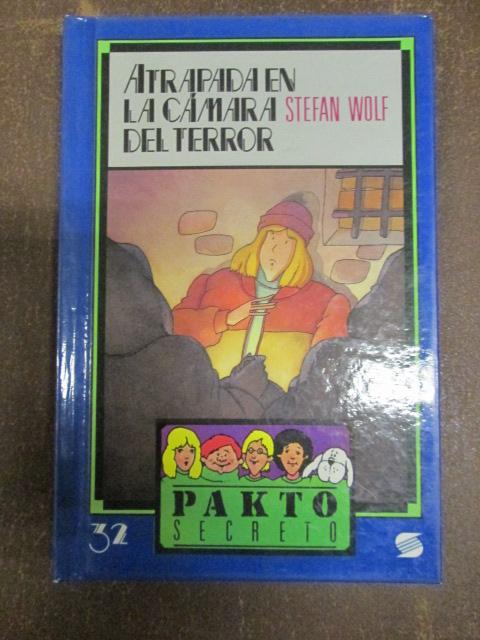 ATRAPADA EN
LA CÁMARA STEFAN WOLF
DEL TERROR
PAKTO
SECRETO
32